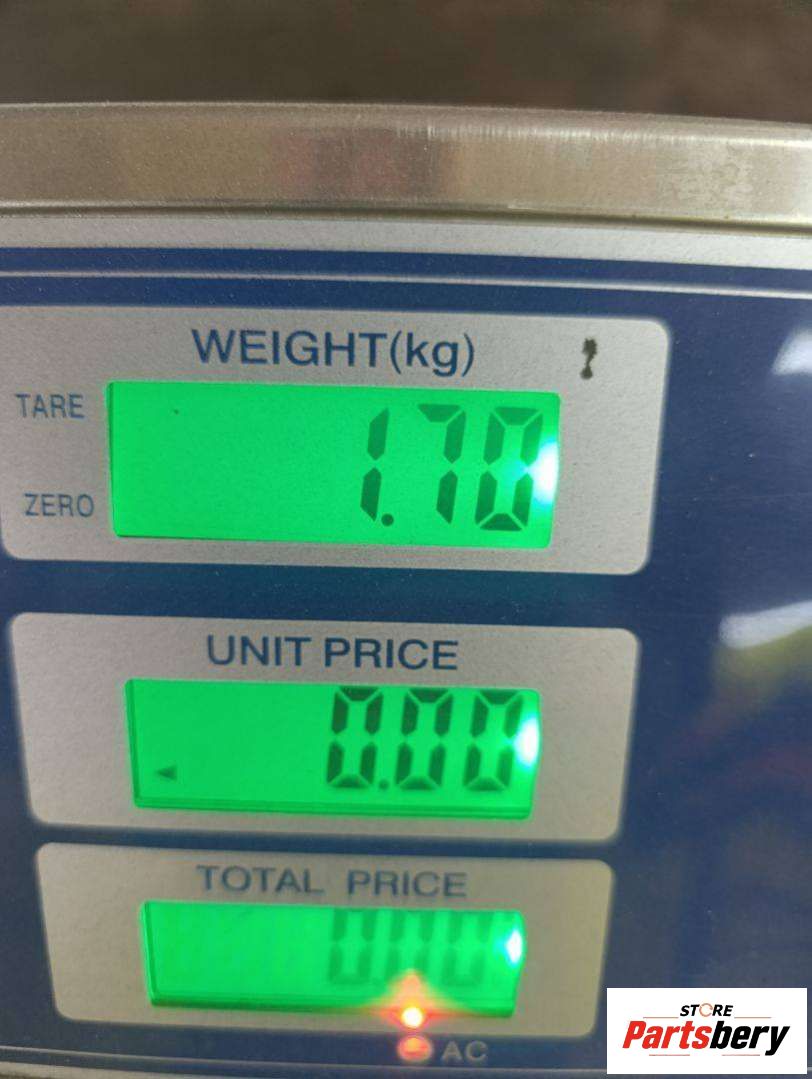 WEIGHT(kg)
TARE
1.70
ZERO
UNIT PRICE
0.00
TOTAL PRICE
0.00
AC
STORE
Partsbery